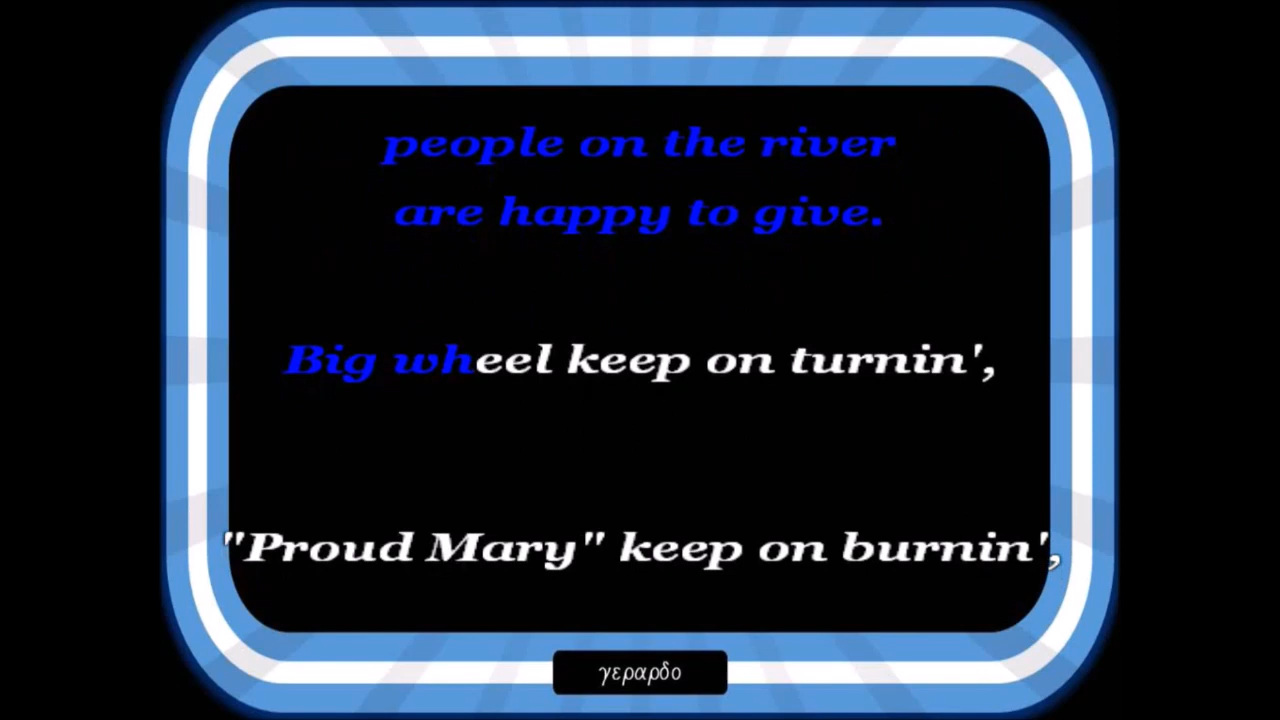 people on the river
are happy to give.
Big wheel keep on turnin',
"Proud Mary" keep on burnin',
γεραρδο